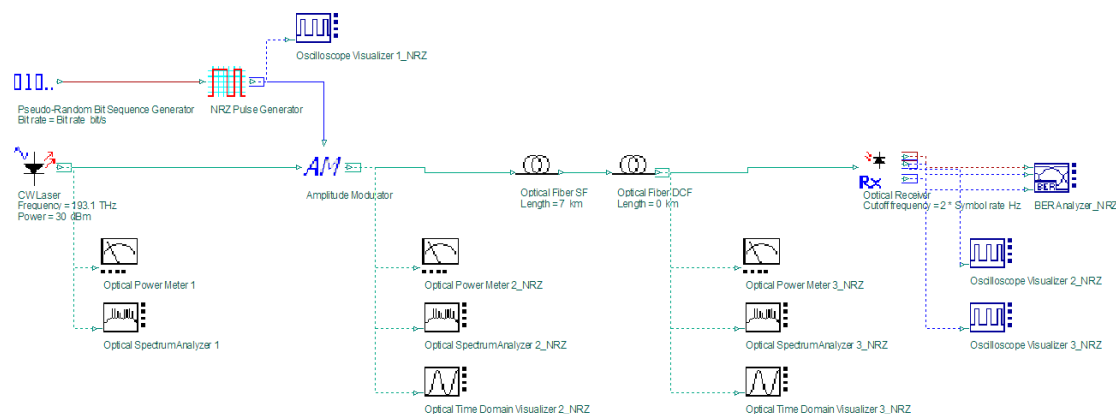 Oscilloscope Visualizer 1_NRZ
Pseudo-Random Bit Sequence Generator
Bit rate = Bit rate bit/s
NRZ Pulse Generator
AM
Amplitude Modulator
CW Laser
Frequency = 193.1 THz
Power = 30 dBm
Optical Fiber SF
Length = 7 km
Optical Fiber DCF
Length = 0 km
Rx
Optical Receiver
Cutoff frequency = 2 * Symbol rate Hz
BER
BER Analyzer_NRZ
Optical Power Meter 1
Optical Power Meter 2_NRZ
Optical Power Meter 3_NRZ
Oscilloscope Visualizer 2_NRZ
Optical Spectrum Analyzer 1
Optical Spectrum Analyzer 2_NRZ
Optical Spectrum Analyzer 3_NRZ
Oscilloscope Visualizer 3_NRZ
Optical Time Domain Visualizer 2_NRZ
Optical Time Domain Visualizer 3_NRZ